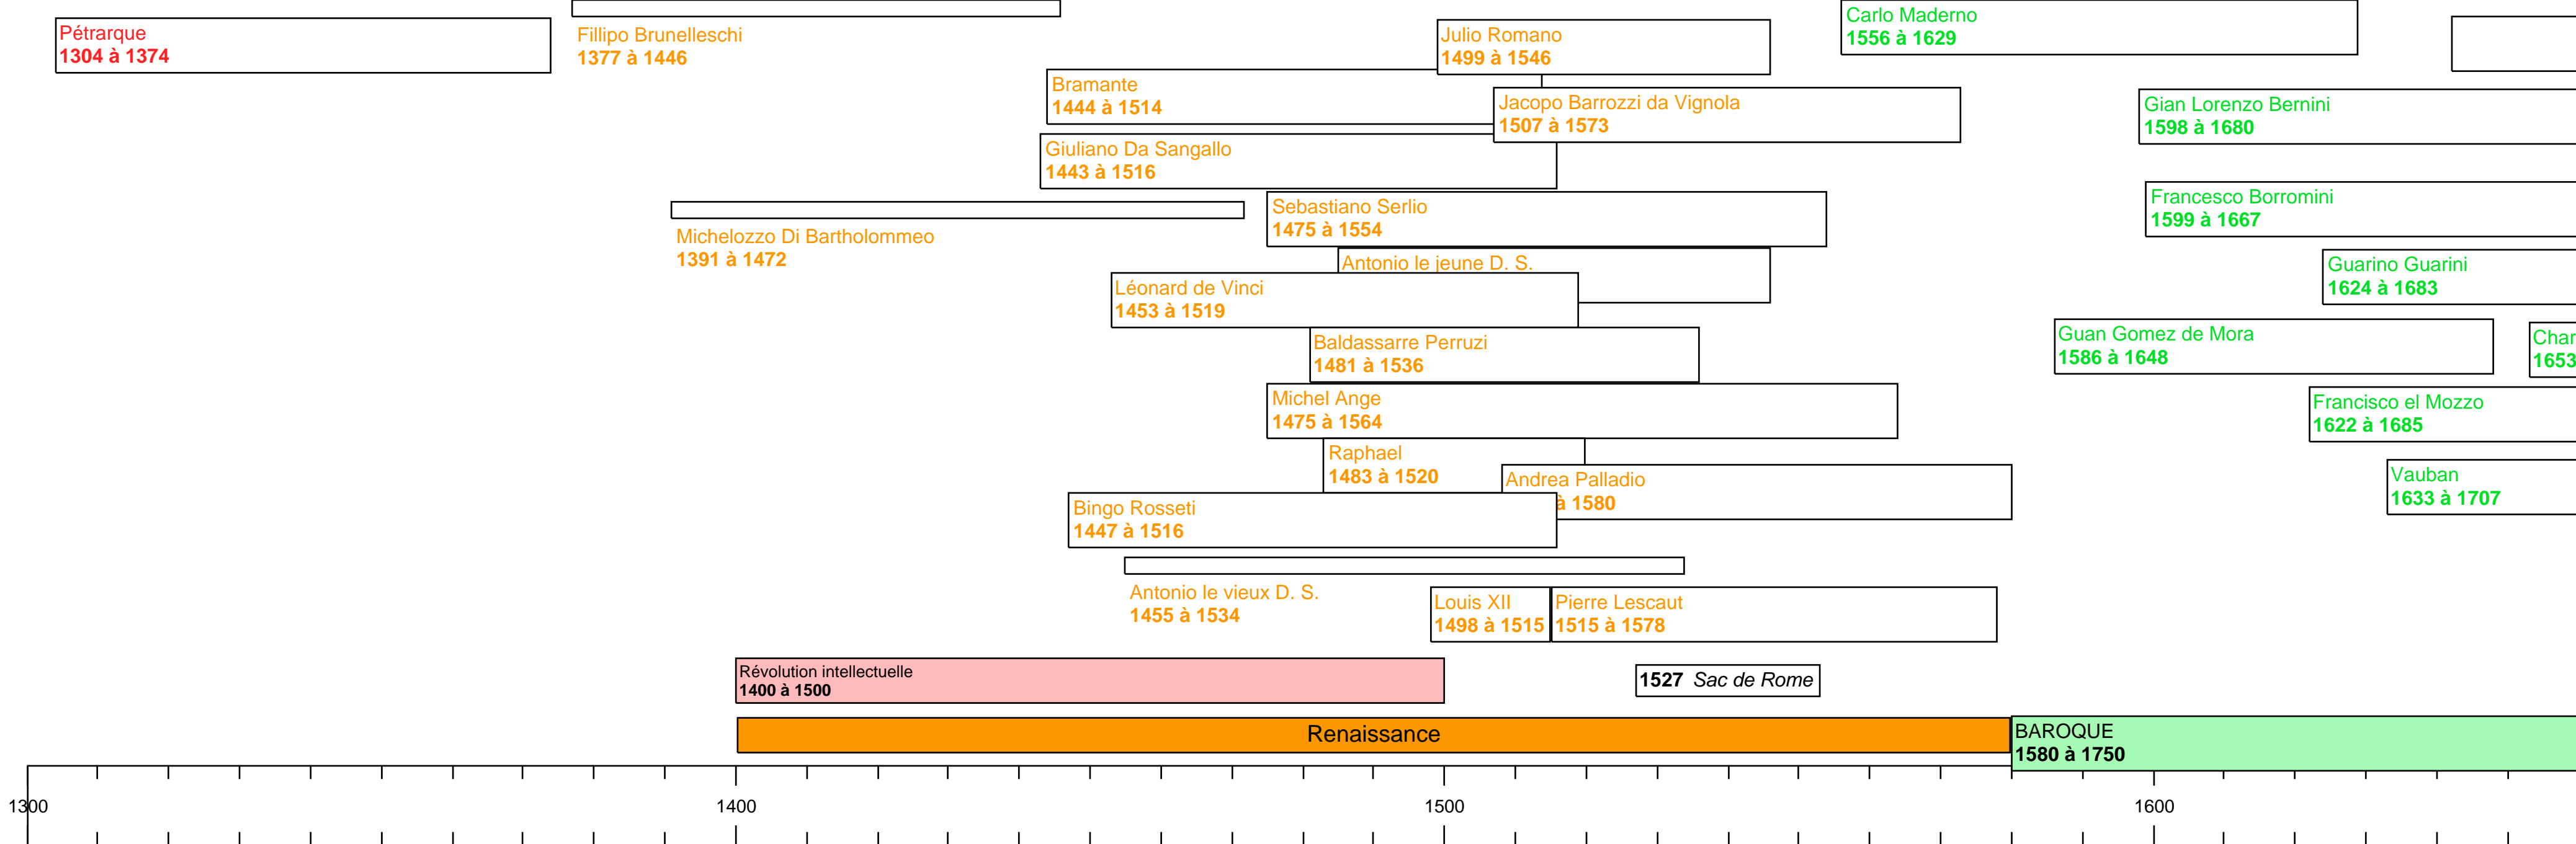 Pétrarque
1304 à 1374
Fillipo Brunelleschi
1377 à 1446
Julio Romano
1499 à 1546
Carlo Maderno
1556 à 1629
Bramante
1444 à 1514
Jacopo Barrozzi da Vignola
1507 à 1573
Gian Lorenzo Bernini
1598 à 1680
Giuliano Da Sangallo
1443 à 1516
Sebastiano Serlio
1475 à 1554
Francesco Borromini
1599 à 1667
Michelozzo Di Bartholommeo
1391 à 1472
Antonio le jeune D. S.
Guarino Guarini
1624 à 1683
Léonard de Vinci
1453 à 1519
Baldassarre Perruzi
1481 à 1536
Guan Gomez de Mora
1586 à 1648
Char
1653
Michel Ange
1475 à 1564
Francisco el Mozzo
1622 à 1685
Raphael
1483 à 1520
Andrea Palladio
à 1580
Vauban
1633 à 1707
Bingo Rosseti
1447 à 1516
Antonio le vieux D. S.
1455 à 1534
Louis XII
1498 à 1515
Pierre Lescaut
1515 à 1578
Révolution intellectuelle
1400 à 1500
1527 Sac de Rome
Renaissance
BAROQUE
1580 à 1750
1300 1400 1500 1600